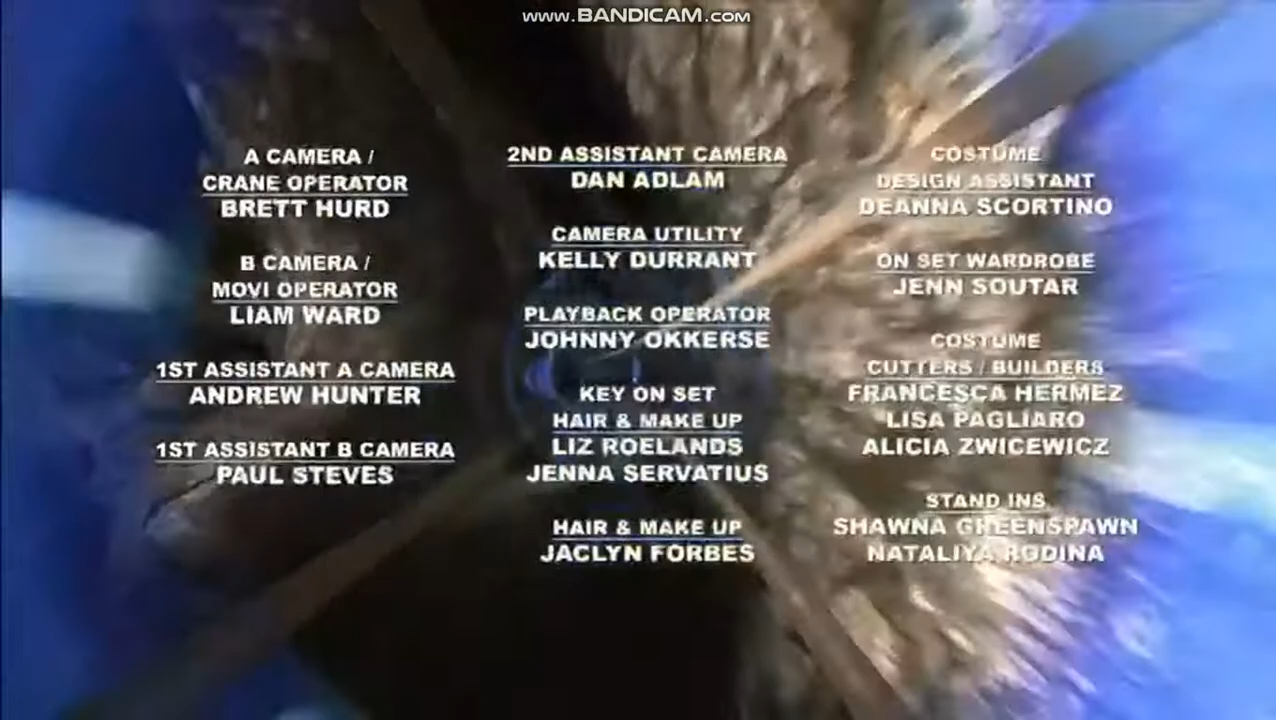 www.BANDICAM.com
A CAMERA /
CRANE OPERATOR
BRETT HURD
B CAMERA /
MOVI OPERATOR
LIAM WARD
1ST ASSISTANT A CAMERA
ANDREW HUNTER
1ST ASSISTANT B CAMERA
PAUL STEVES
2ND ASSISTANT CAMERA
DAN ADLAM
CAMERA UTILITY
KELLY DURRANT
PLAYBACK OPERATOR
JOHNNY OKKERSE
KEY ON SET
HAIR & MAKE UP
LIZ ROELANDS
JENNA SERVATIUS
HAIR & MAKE UP
JACLYN FORBES
COSTUME
DESIGN ASSISTANT
DEANNA SCORTINO
ON SET WARDROBE
JENN SOUTAR
COSTUME
CUTTERS / BUILDERS
FRANCESCA HERMEZ
LISA PAGLIARO
ALICIA ZWICEWICZ
STAND INS
SHAWNA GREENSPAWN
NATALIYA RODINA